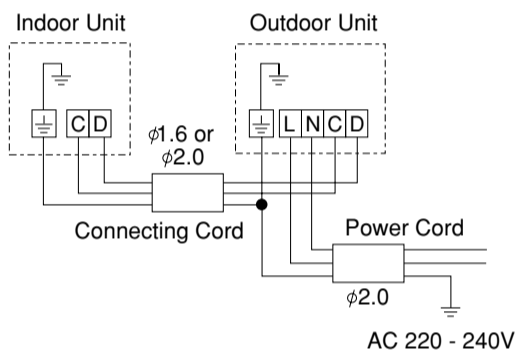 Indoor Unit
Outdoor Unit
C D
L N C D
ϕ1.6 or
ϕ2.0
Connecting Cord
Power Cord
ϕ2.0
AC 220 - 240V